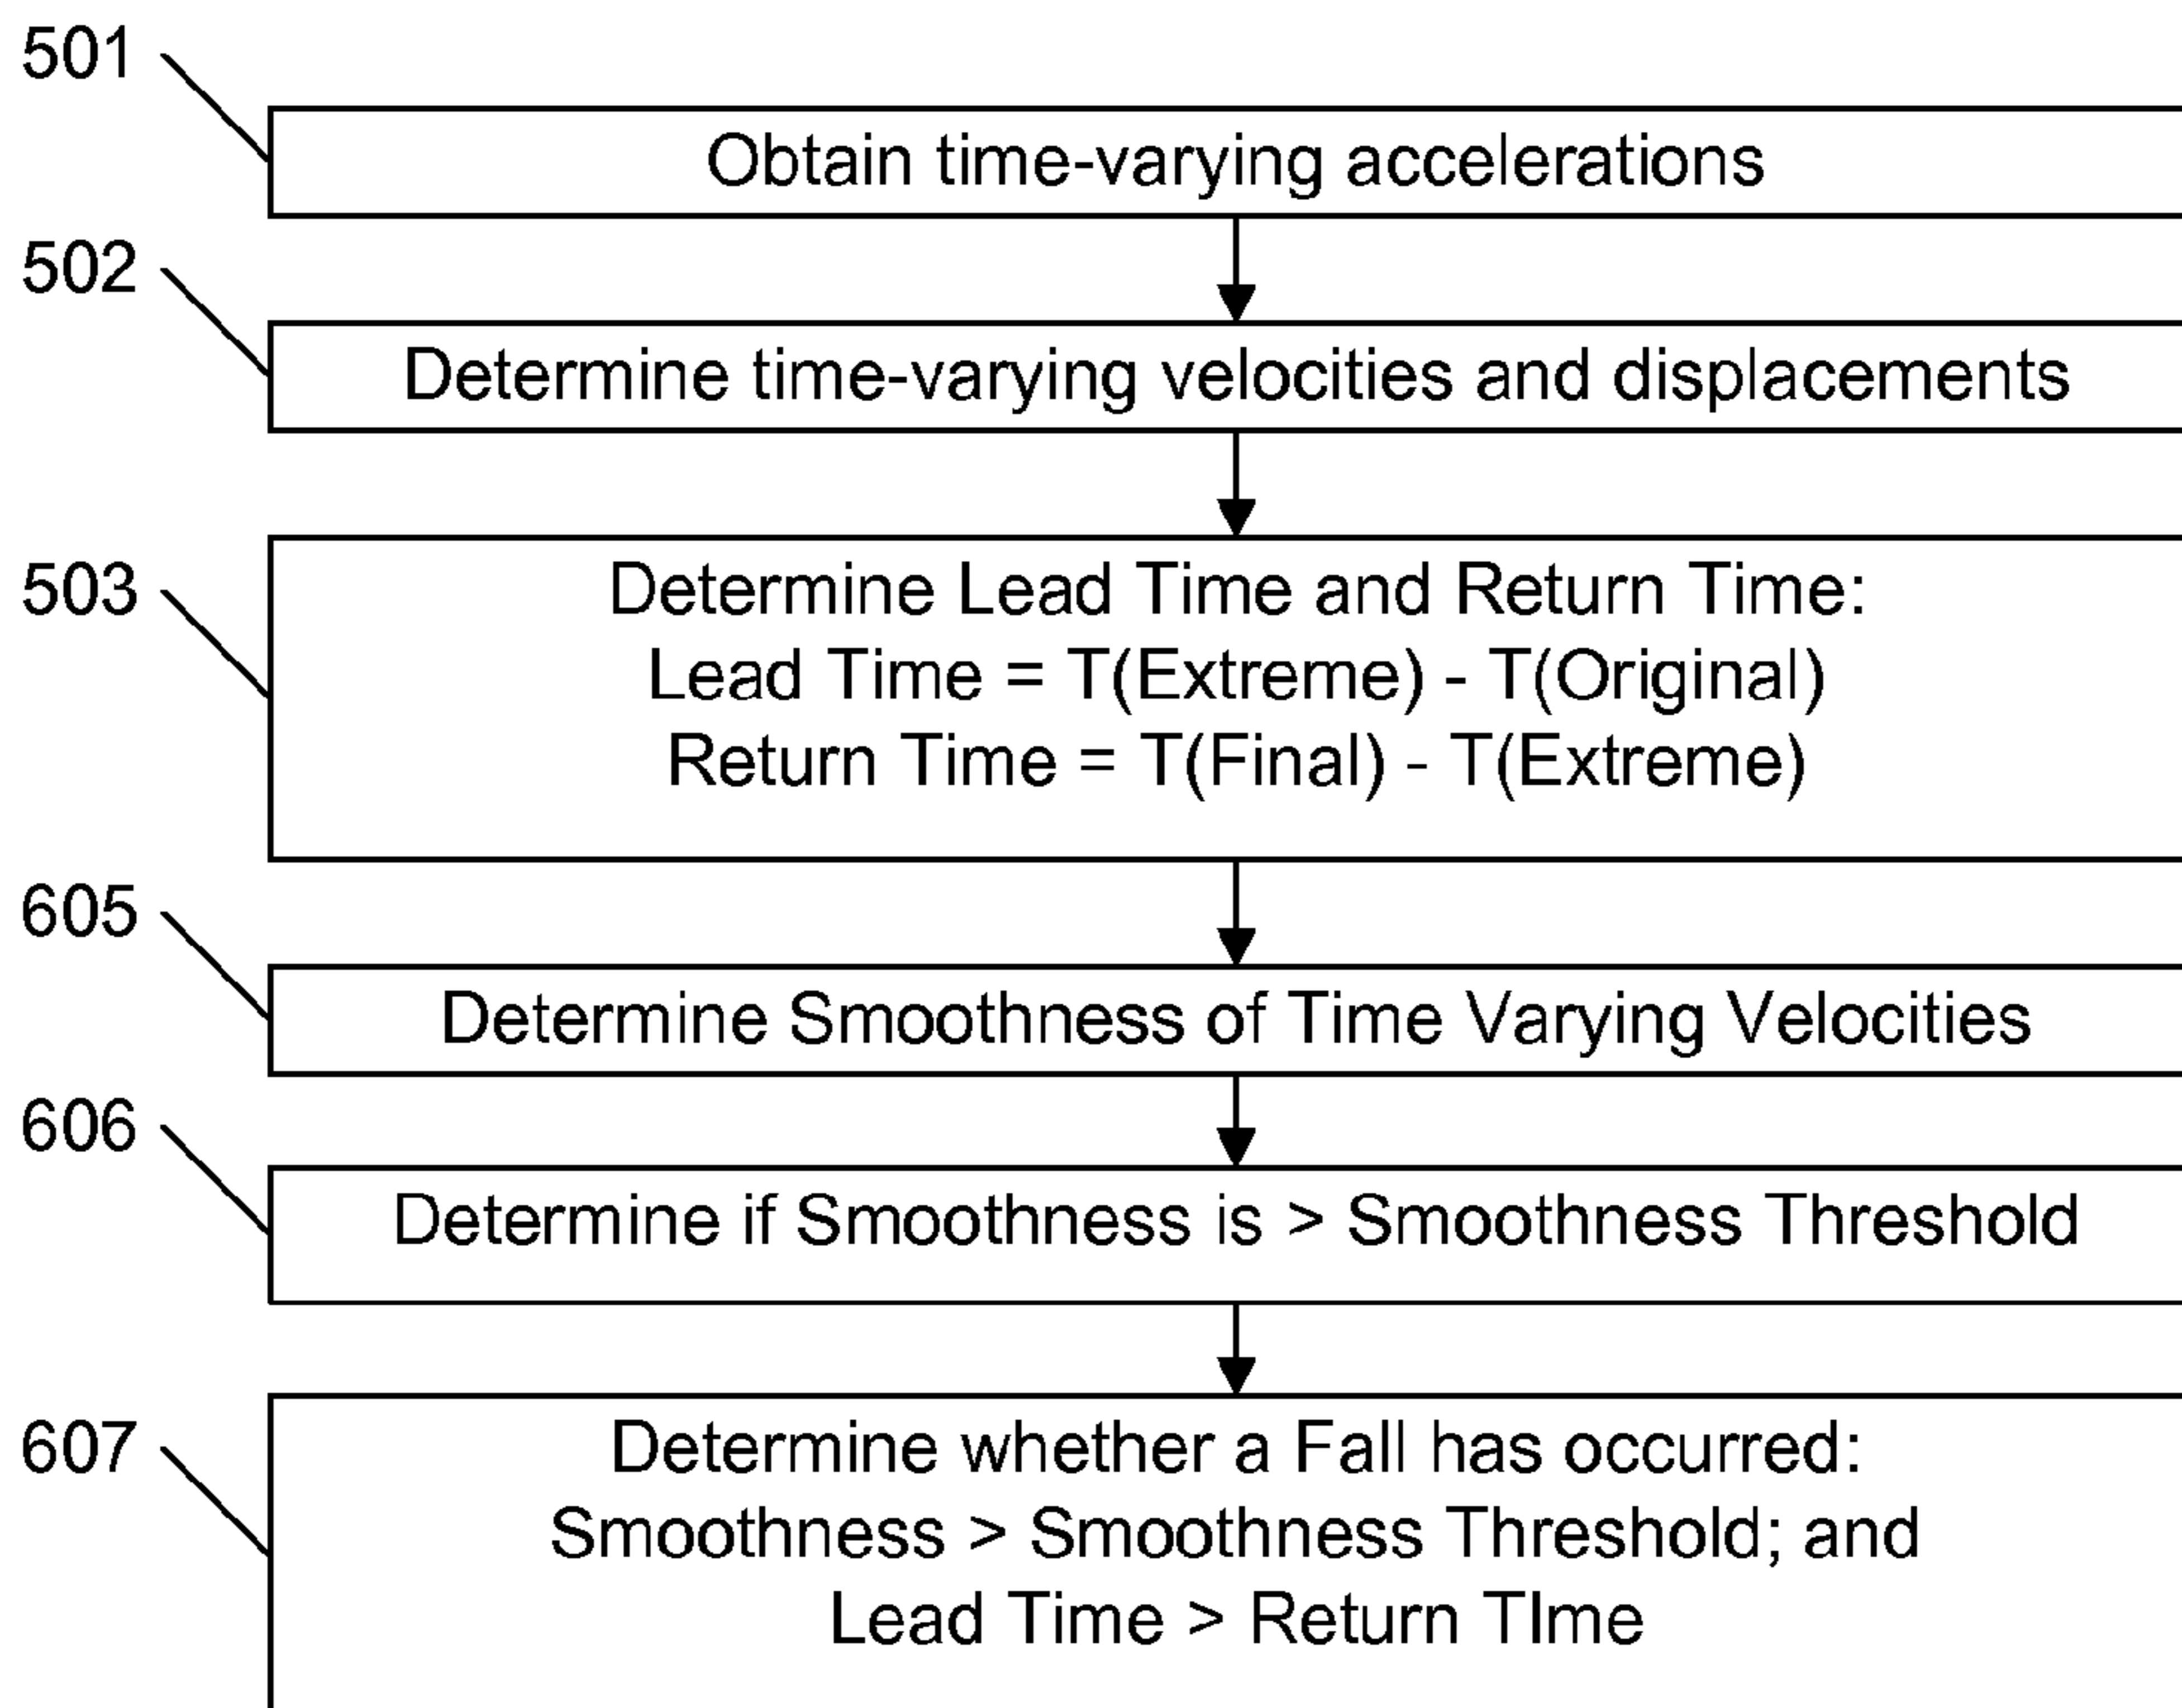 501
Obtain time-varying accelerations
502
Determine time-varying velocities and displacements
503
Determine Lead Time and Return Time:
Lead Time = T(Extreme) - T(Original)
Return Time = T(Final) - T(Extreme)
605
Determine Smoothness of Time Varying Velocities
606
Determine if Smoothness is > Smoothness Threshold
607
Determine whether a Fall has occurred:
Smoothness > Smoothness Threshold; and
Lead Time > Return TIme